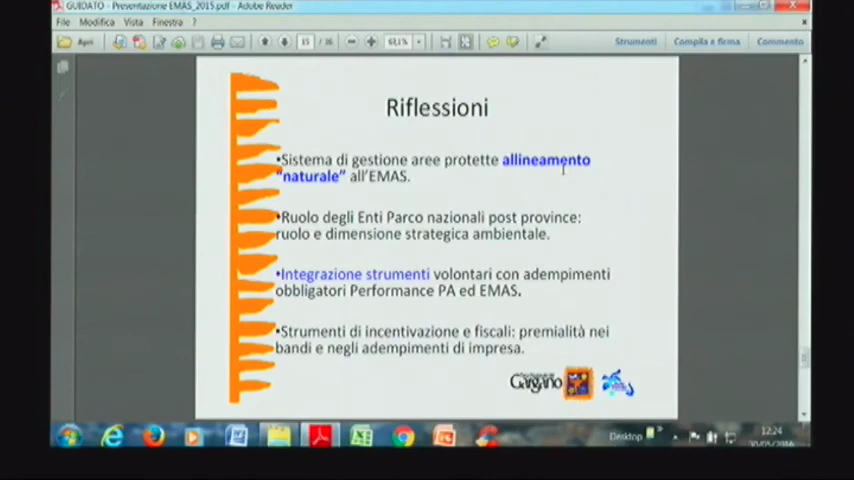 GUIDATO - Presentazione EMAS_2015.pdf - Adobe Reader
File Modifica Vista Finestra ?
Apri
Strumenti
Compila e firma
Commento
Riflessioni
•Sistema di gestione aree protette allineamento
“naturale” all’EMAS.
•Ruolo degli Enti Parco nazionali post province:
ruolo e dimensione strategica ambientale.
•Integrazione strumenti volontari con adempimenti
obbligatori Performance PA ed EMAS.
•Strumenti di incentivazione e fiscali: premialità nei
bandi e negli adempimenti di impresa.
Gargano
Desktop
12:24